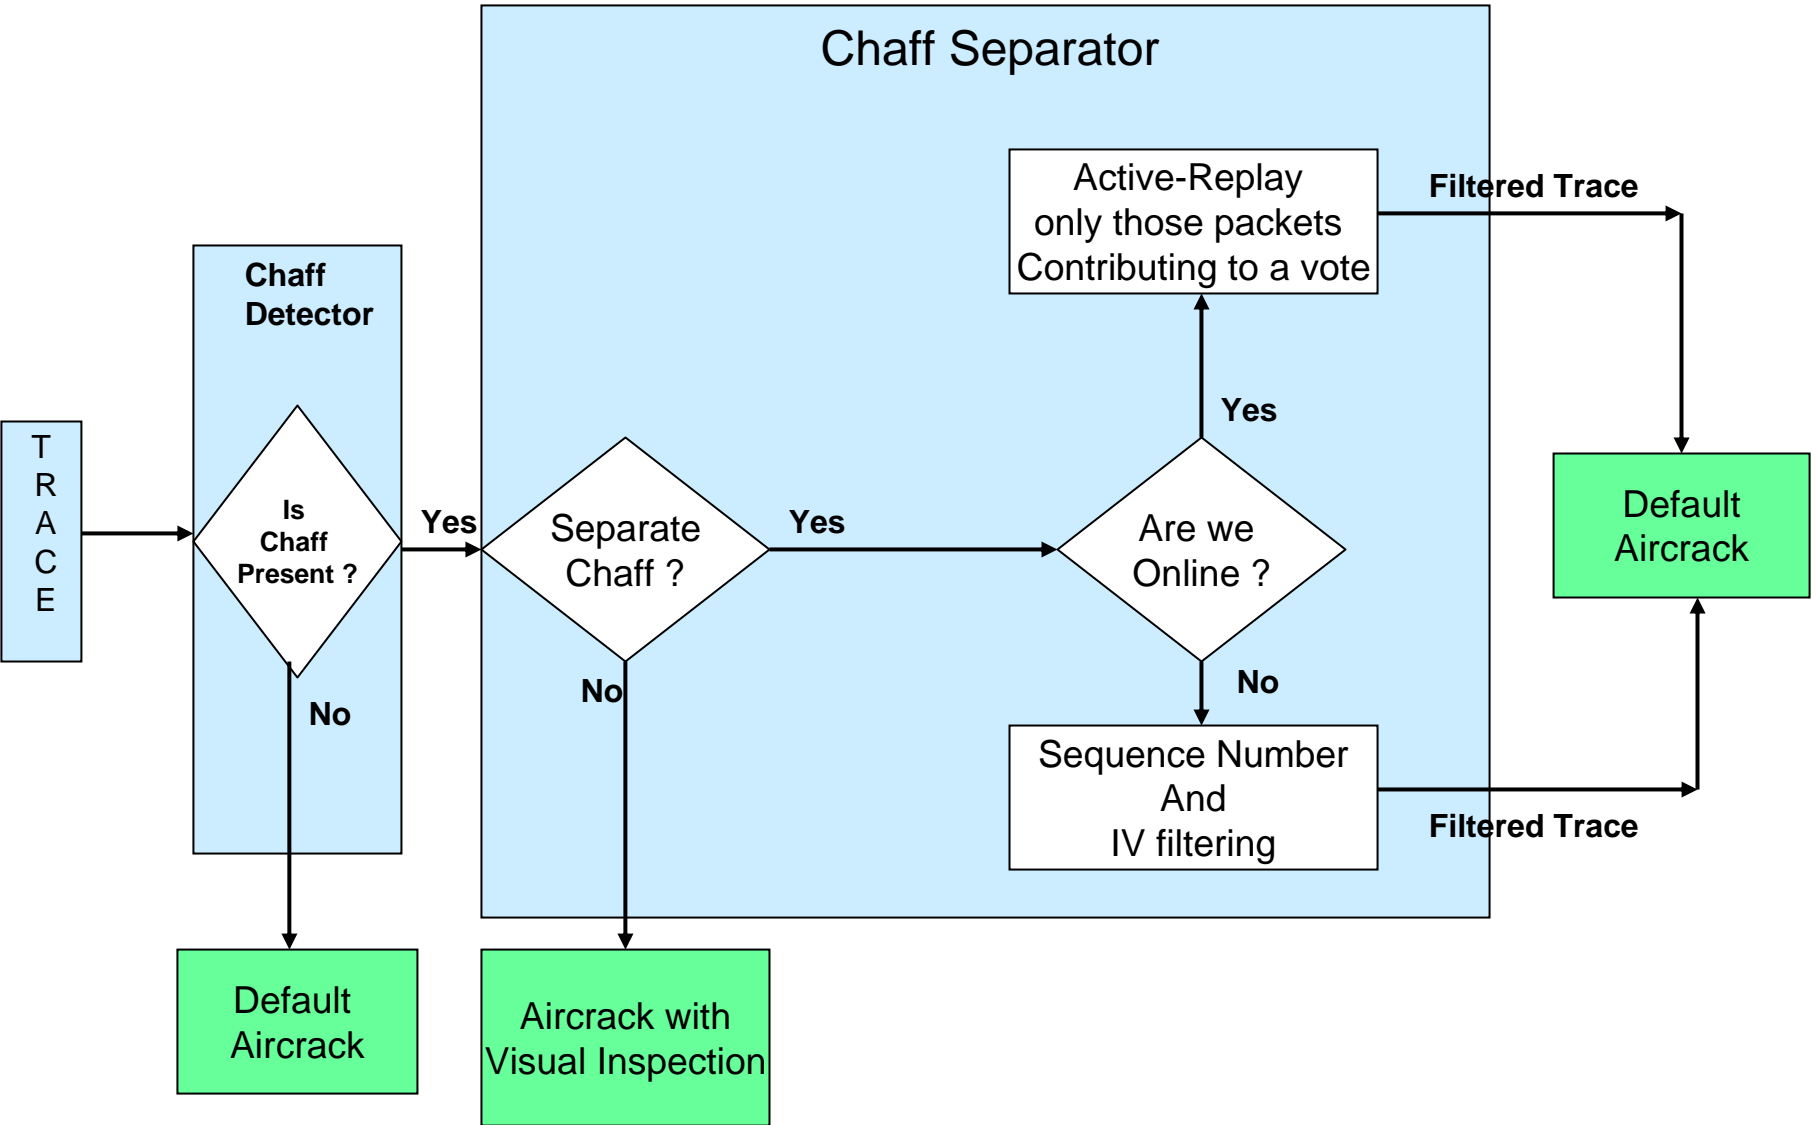 Chaff Separator
Active-Replay
only those packets
Contributing to a vote
Filtered Trace
Chaff
Detector
Yes
T
R
A
C
E
Is
Chaff
Present ?
Yes
Separate
Chaff ?
Yes
Are we
Online ?
Default
Aircrack
No
No
No
Sequence Number
And
IV filtering
Filtered Trace
Default
Aircrack
Aircrack with
Visual Inspection